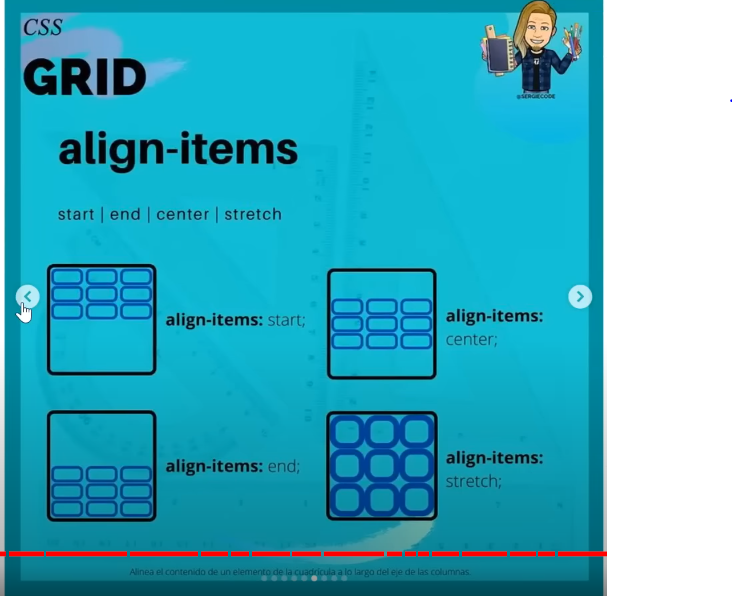 CSS
GRID
@SERGIECODE
align-items
start | end | center | stretch
align-items: start;
align-items:
center;
align-items: end;
align-items:
stretch;
Alinea el contenido de un elemento de la cuadrícula a lo largo del eje de las columnas